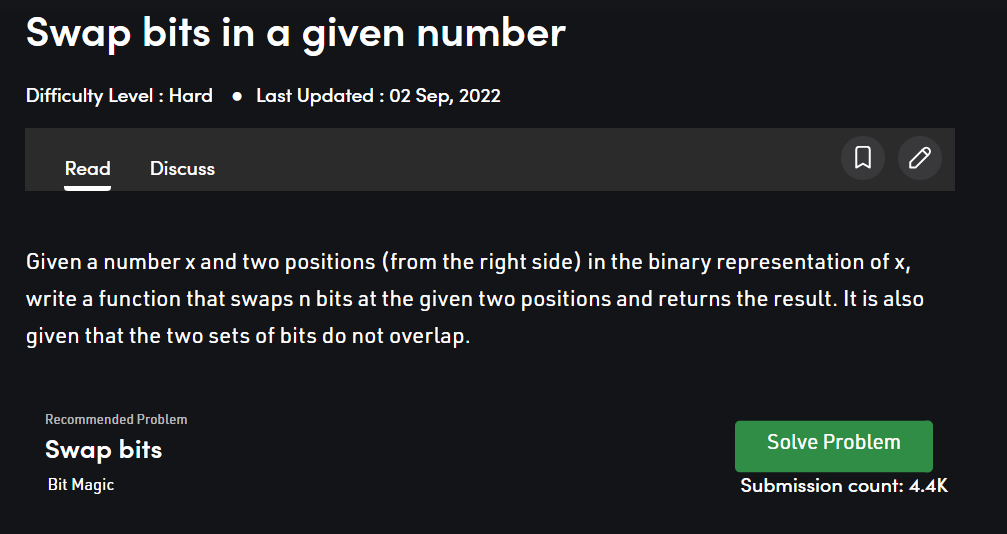 Swap bits in a given number
Difficulty Level : Hard ● Last Updated : 02 Sep, 2022
Read Discuss
Given a number x and two positions (from the right side) in the binary representation of x,
write a function that swaps n bits at the given two positions and returns the result. It is also
given that the two sets of bits do not overlap.
Recommended Problem
Swap bits
Solve Problem
Bit Magic
Submission count: 4.4K